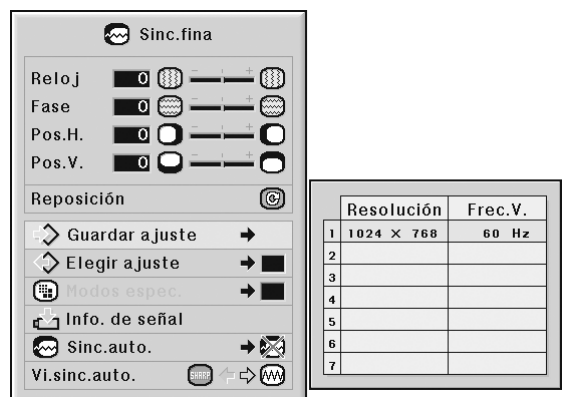 Sinc.fina
Reloj 0 - +
Fase 0 - +
Pos.H. 0 - +
Pos.V. 0 - +
Reposición
Guardar ajuste
Elegir ajuste
Modos espec.
Info. de señal
Sinc.auto.
Vi.sinc.auto. SHARP
Resolución Frec.V.
1 1024 × 768 60 Hz
2
3
4
5
6
7